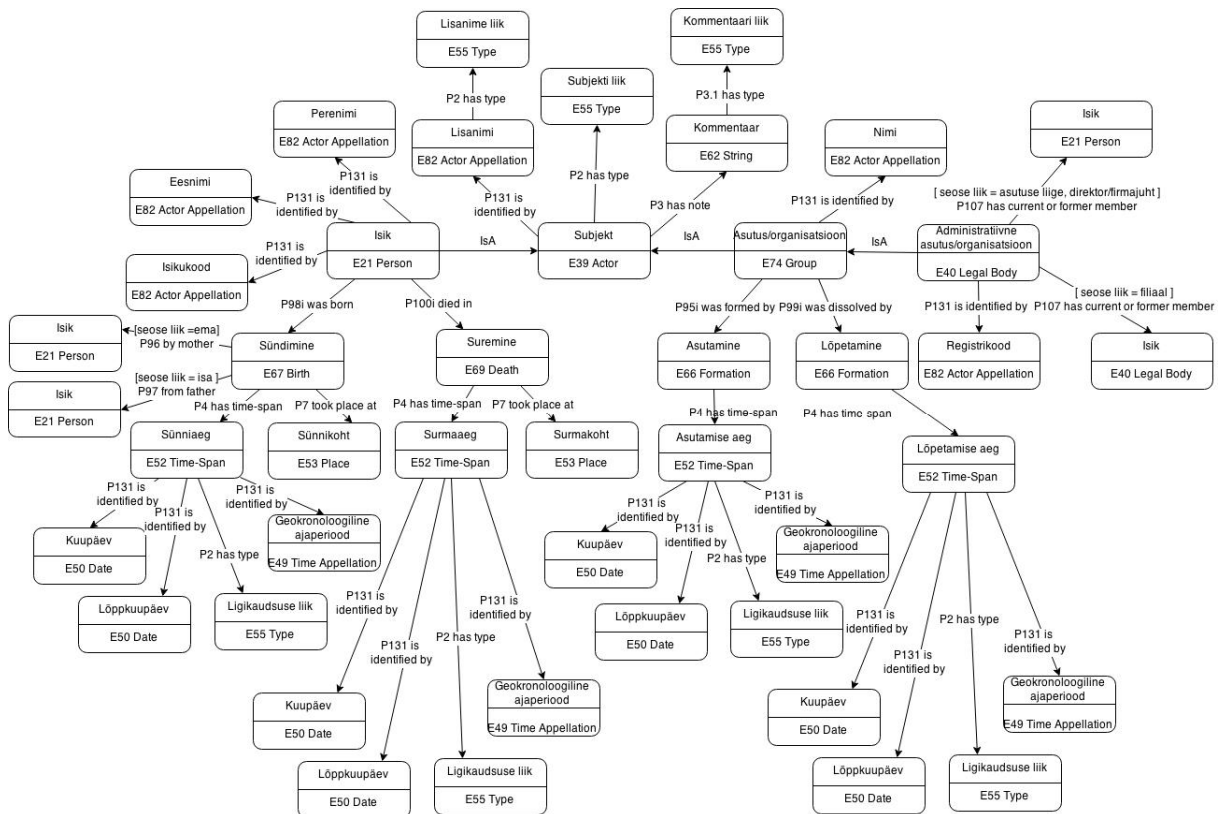 Lisanime liik
E55 Type
Kommentaari liik
E55 Type
Subjekti liik
E55 Type
P2 has type
P3.1 has type
Perenimi
E82 Actor Appellation
Lisanimi
E82 Actor Appellation
Kommentaar
E62 String
Nimi
E82 Actor Appellation
Isik
E21 Person
Eesnimi
E82 Actor Appellation
P131 is
identified by
P131 is
identified by
P131 is
identified by
P2 has type
P3 has note
P131 is identified by
[ seose liik = asutuse liige, direktor/firmajuht ]
P107 has current or former member
Isik
E21 Person
IsA
Subjekt
E39 Actor
IsA
Asutus/organisatsioon
E74 Group
IsA
Administratiivne
asutus/organisatsioon
E40 Legal Body
P131 is
identified by
Isikukood
E82 Actor Appellation
P98i was born
P100i died in
P95i was formed by
P99i was dissolved by
P131 is identified by
[ seose liik = filiaal ]
P107 has current or former member
Isik
E21 Person
[seose liik =ema]
P96 by mother
Sündimine
E67 Birth
Suremine
E69 Death
Asutamine
E66 Formation
Lõpetamine
E66 Formation
Registrikood
E82 Actor Appellation
Isik
E40 Legal Body
[seose liik = isa ]
P97 from father
Isik
E21 Person
P4 has time-span
P7 took place at
P4 has time-span
P7 took place at
P4 has time-span
P4 has time-span
Sünniaeg
E52 Time-Span
Sünnikoht
E53 Place
Surmaaeg
E52 Time-Span
Surmakoht
E53 Place
Asutamise aeg
E52 Time-Span
Lõpetamise aeg
E52 Time-Span
P131 is
identified by
P131 is
identified by
P2 has type
P131 is
identified by
Kuupäev
E50 Date
Löppkuupäev
E50 Date
Ligikaudsuse liik
E55 Type
Geokronoloogiline
ajaperiood
E49 Time Appellation
P131 is
identified by
P131 is
identified by
P2 has type
P131 is
identified by
Kuupäev
E50 Date
Löppkuupäev
E50 Date
Ligikaudsuse liik
E55 Type
Geokronoloogiline
ajaperiood
E49 Time Appellation
P131 is
identified by
P131 is
identified by
P2 has type
P131 is
identified by
Kuupäev
E50 Date
Lõppkuupäev
E50 Date
Ligikaudsuse liik
E55 Type
Geokronoloogiline
ajaperiood
E49 Time Appellation
P131 is
identified by
P131 is
identified by
P2 has type
P131 is
identified by
Kuupäev
E50 Date
Lõppkuupäev
E50 Date
Ligikaudsuse liik
E55 Type
Geokronoloogiline
ajaperiood
E49 Time Appellation